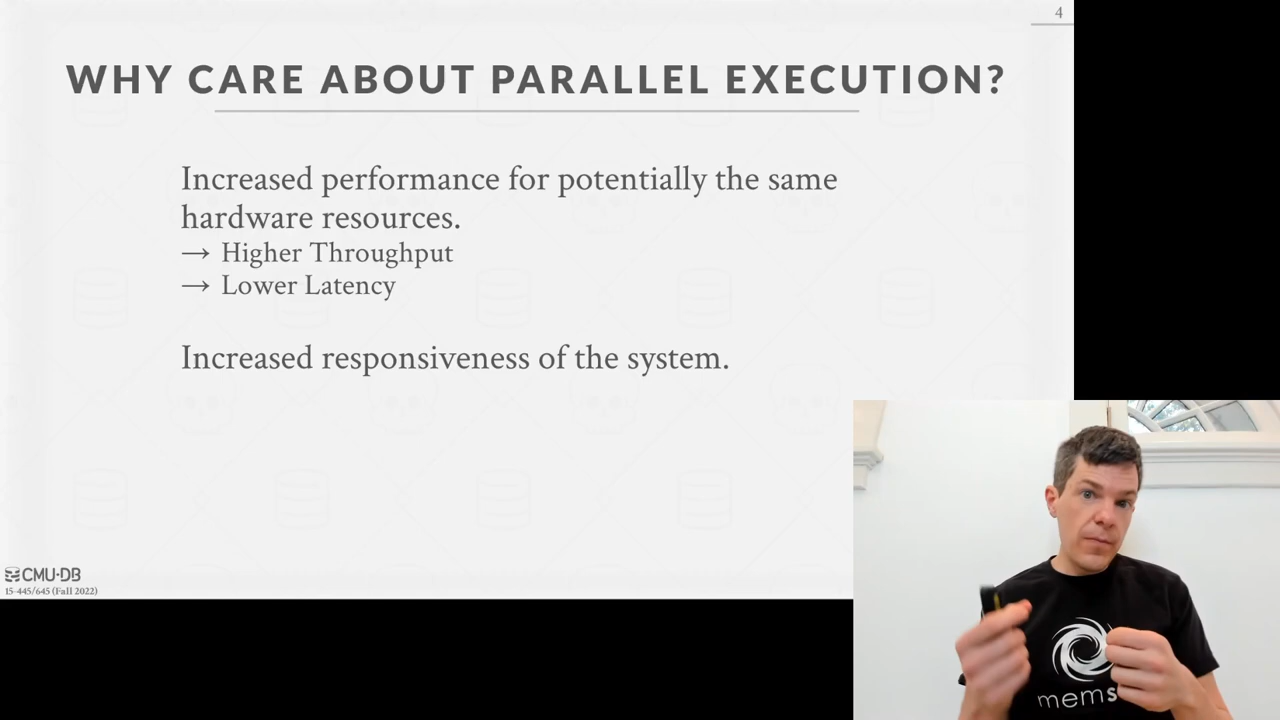 4
WHY CARE ABOUT PARALLEL EXECUTION?
Increased performance for potentially the same
hardware resources.
→ Higher Throughput
→ Lower Latency
Increased responsiveness of the system.
CMU·DB
15-445/645 (Fall 2022)
mems